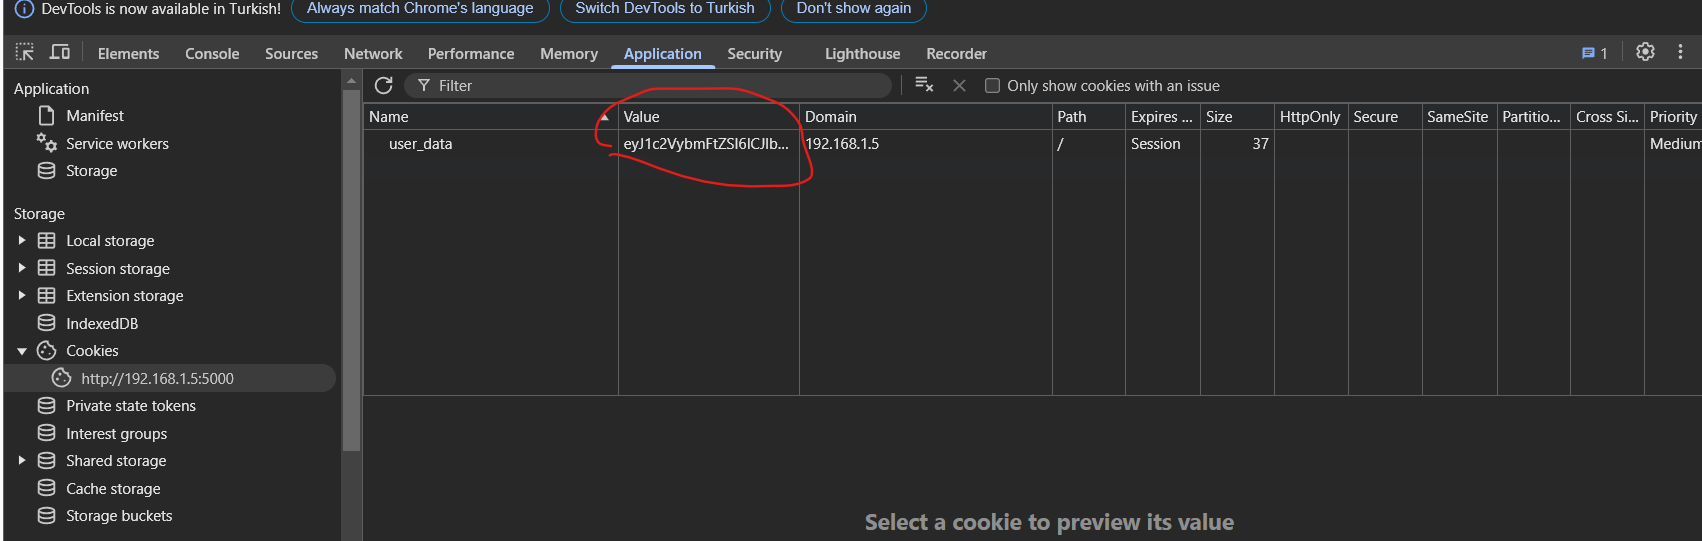 DevTools is now available in Turkish! Always match Chrome's language Switch DevTools to Turkish Don't show again
Elements Console Sources Network Performance Memory Application Security Lighthouse Recorder 1
Application
Manifest
Service workers
Storage
Storage
Local storage
Session storage
Extension storage
IndexedDB
Cookies
http://192.168.1.5:5000
Private state tokens
Interest groups
Shared storage
Cache storage
Storage buckets
Filter Only show cookies with an issue
Name Value Domain Path Expires ... Size HttpOnly Secure SameSite Partitio... Cross Si... Priority
user_data eyJ1c2VybmFtZSI6ICJIb... 192.168.1.5 / Session 37 Medium
Select a cookie to preview its value